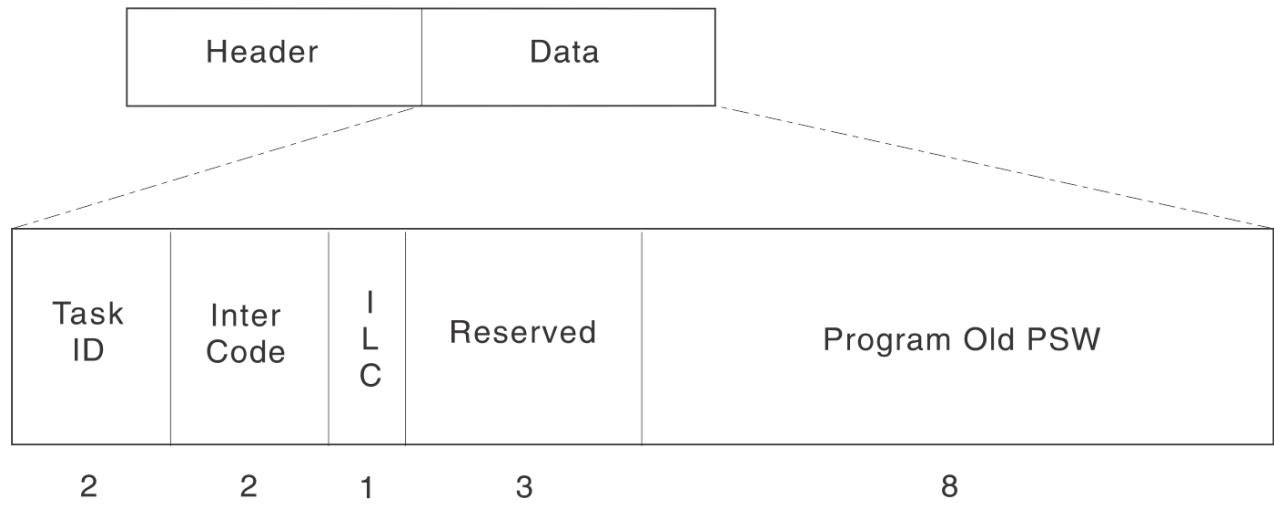 Header Data
Task Inter I Reserved Program Old PSW
ID Code L
C
2 2 1 3 8